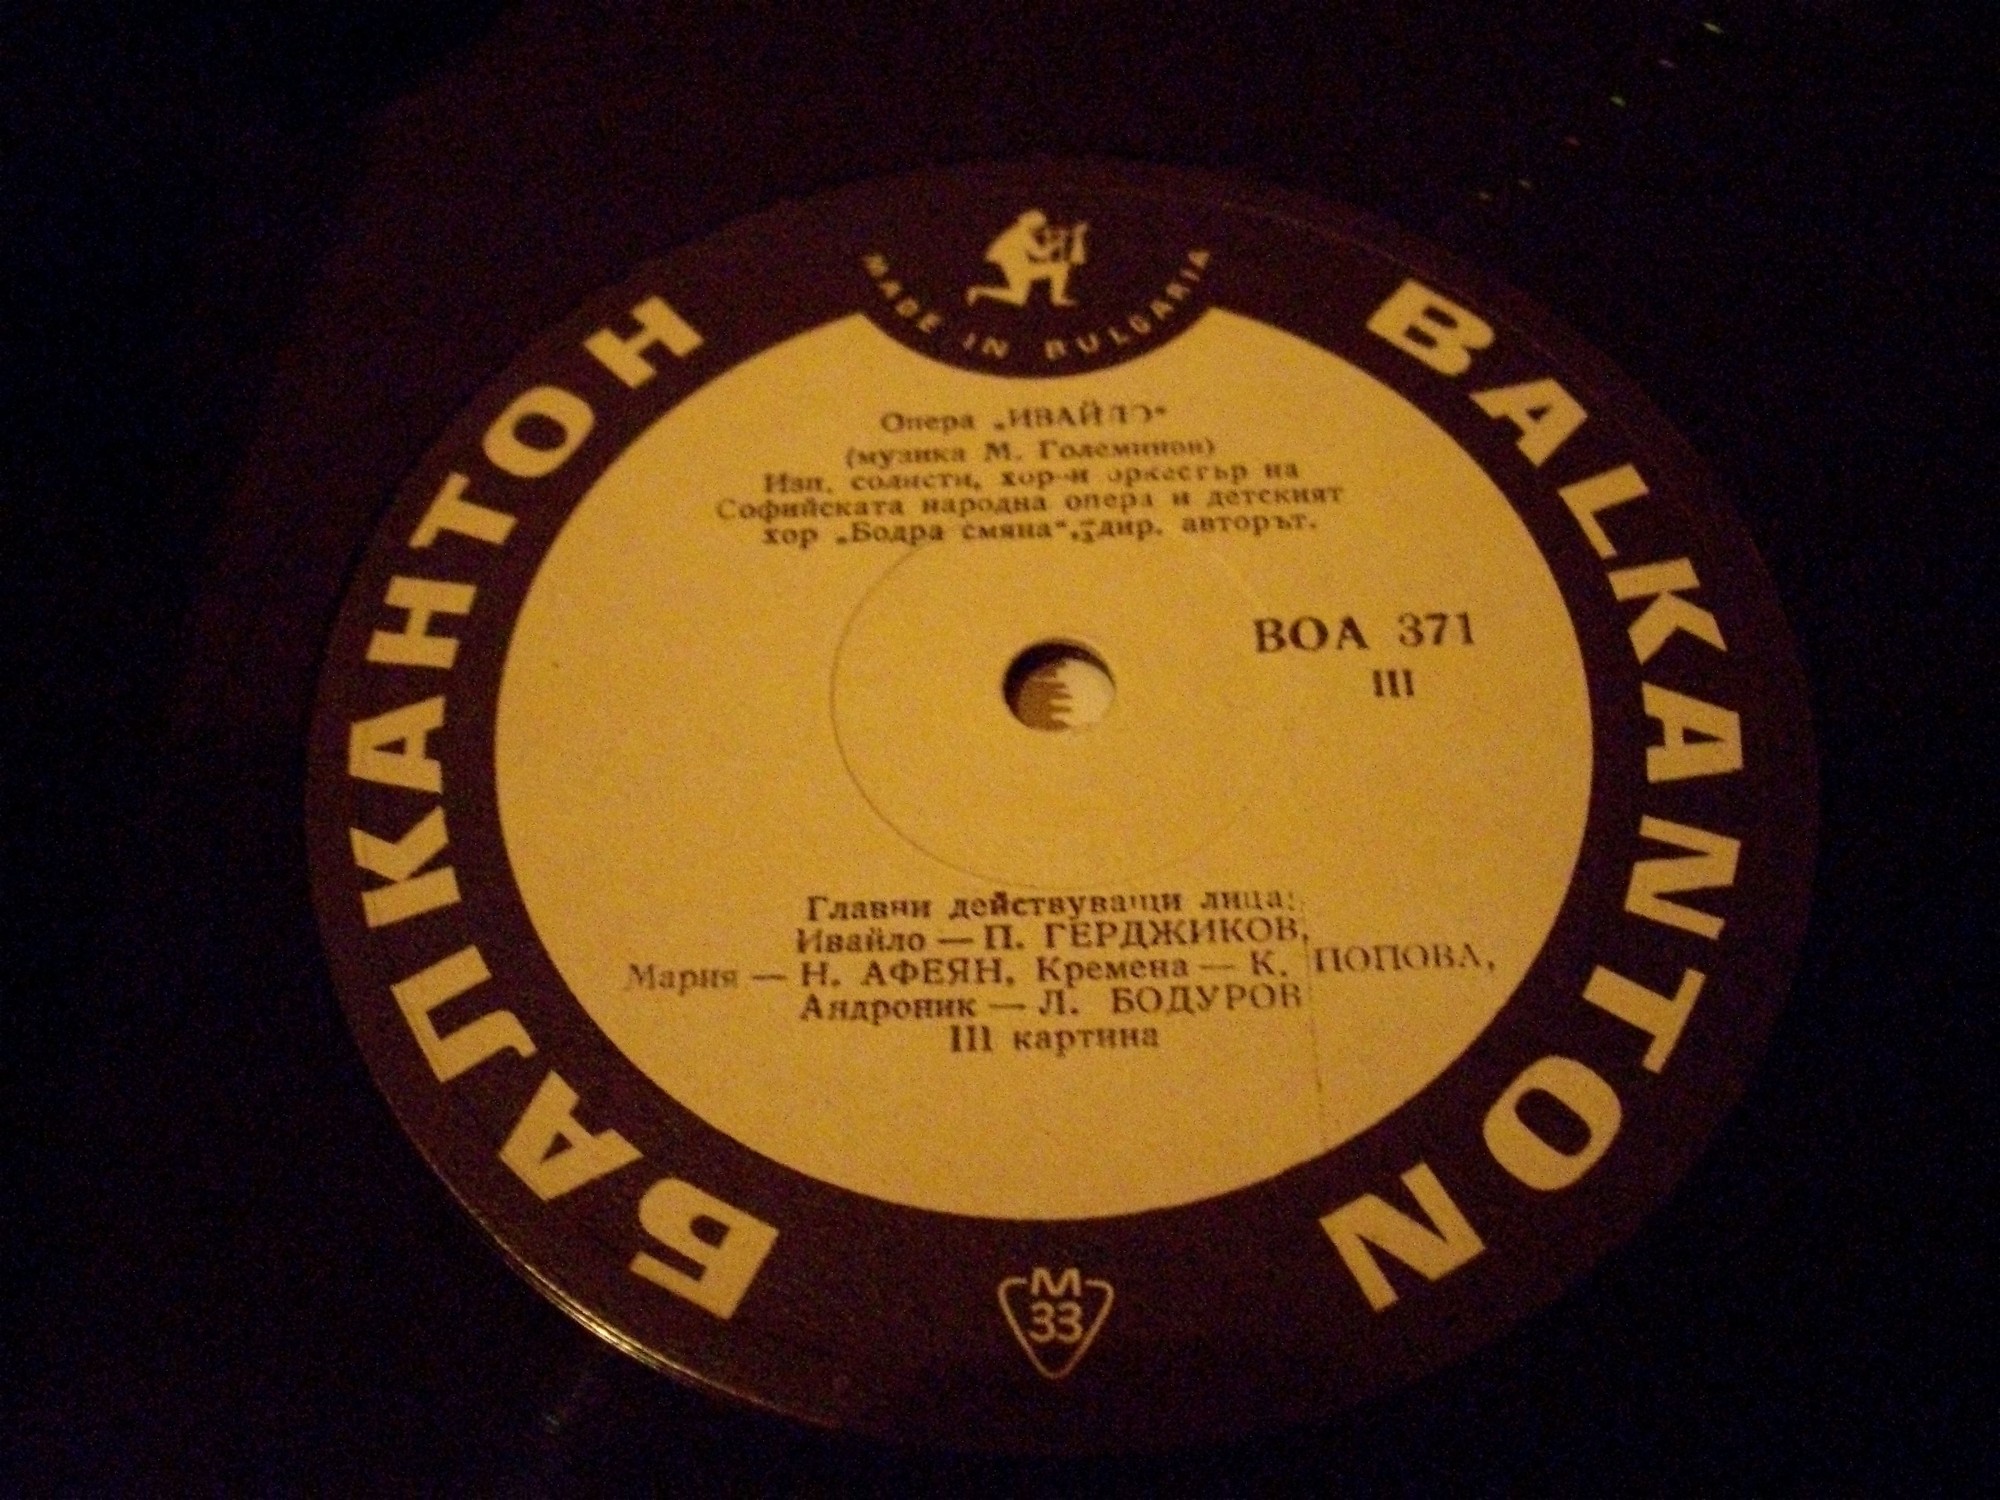 MADE IN BULGARIA
БАЛКАНТОН
BALKANTON
Опера „ИВАЙЛО“
(музика М. Големинов)
Изп. солисти, хор и оркестър на
Софийската народна опера и детският
хор „Бодра смяна“, дир. авторът.
ВОА 371
III
Главни действуващи лица:
Ивайло — П. ГЕРДЖИКОВ,
Мария — Н. АФЕЯН, Кремена — К. ПОПОВА,
Андроник — Л. БОДУРОВ
III картина
M
33